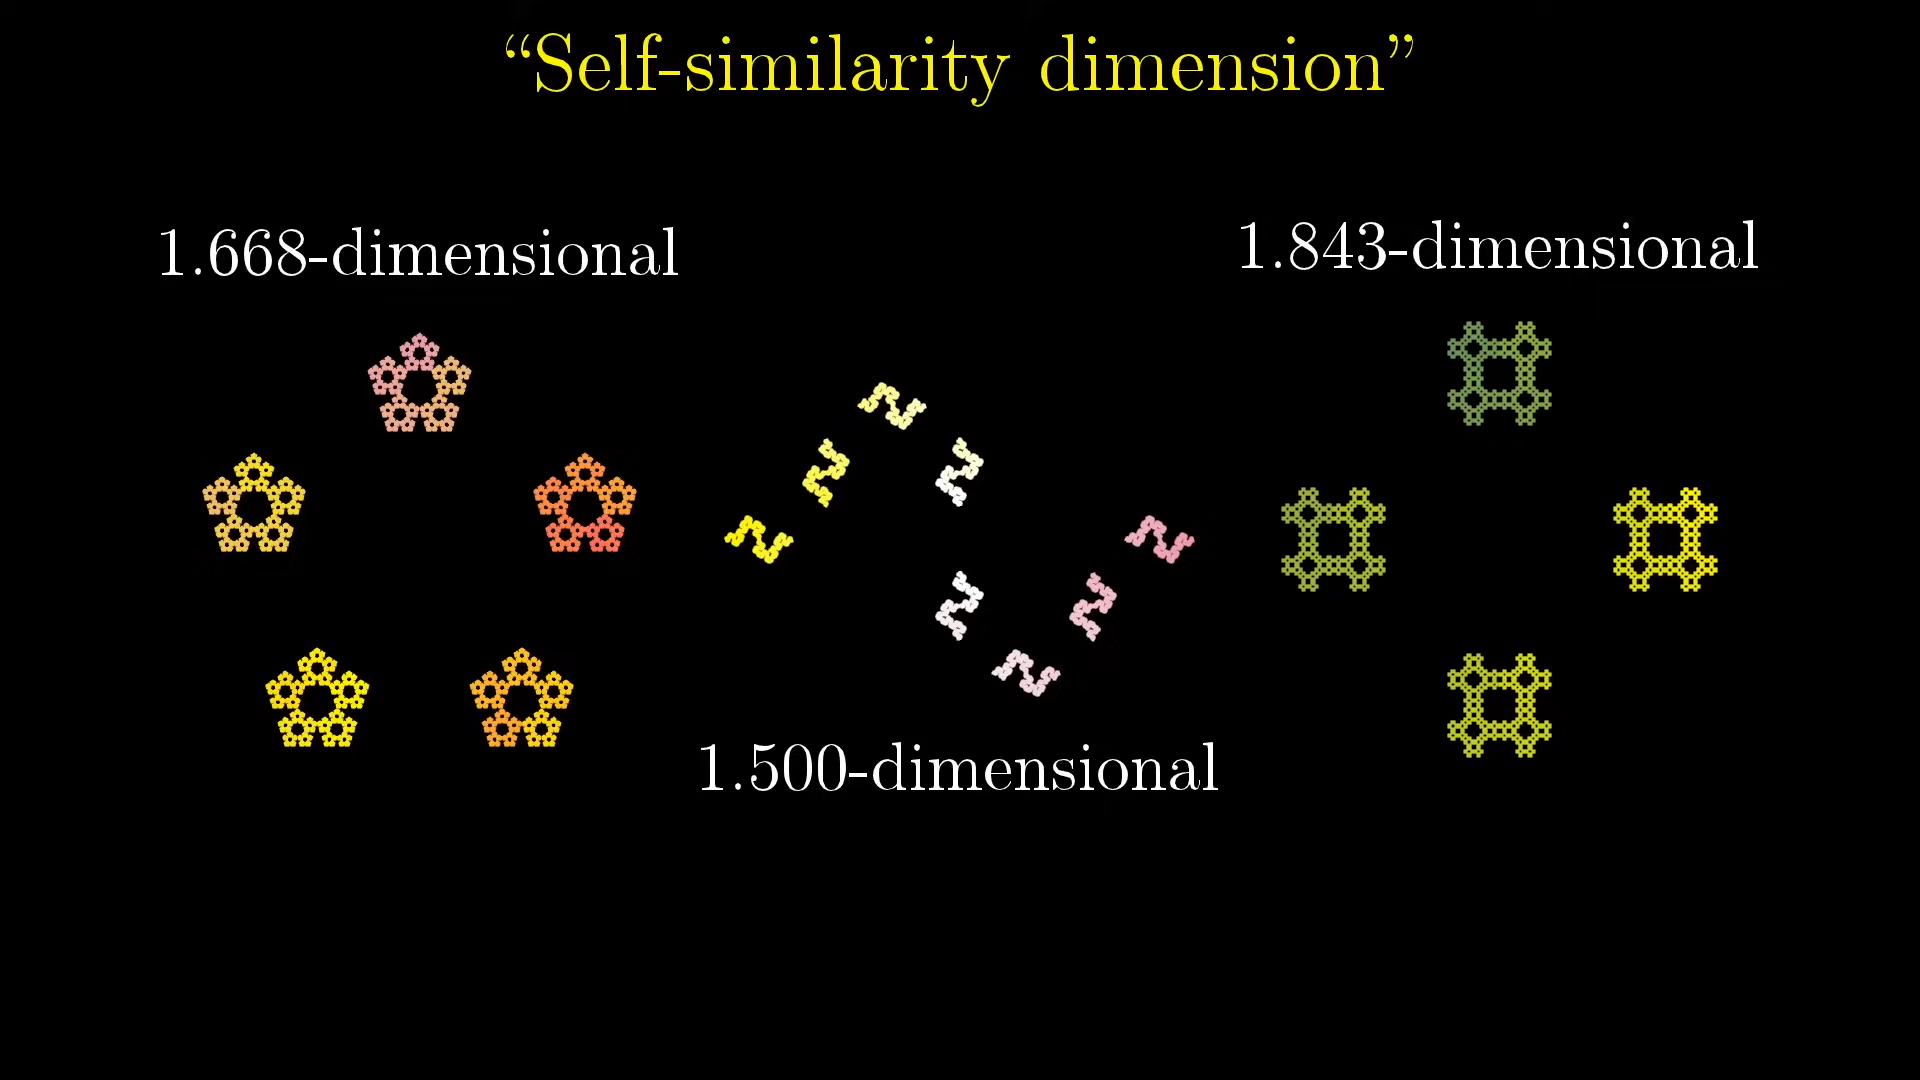 “Self-similarity dimension”
1.668-dimensional
1.843-dimensional
1.500-dimensional